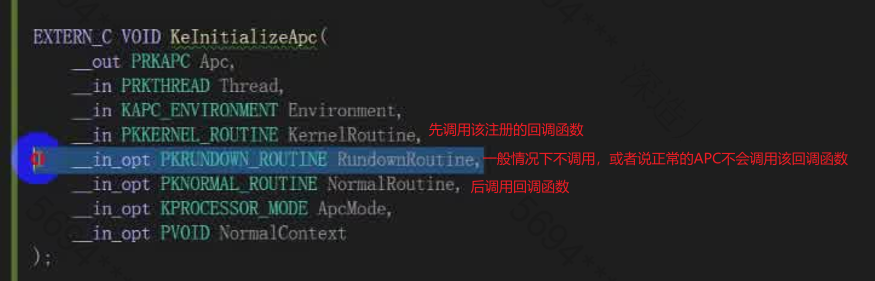 EXTERN_C VOID KeInitializeApc(
__out PRKAPC Apc,
__in PRKTHREAD Thread,
__in KAPC_ENVIRONMENT Environment,
__in PKKERNEL_ROUTINE KernelRoutine, 先调用该注册的回调函数
__in_opt PKRUNDOWN_ROUTINE RundownRoutine, 一般情况下不调用，或者说正常的APC不会调用该回调函数
__in_opt PKNORMAL_ROUTINE NormalRoutine, 后调用回调函数
__in_opt KPROCESSOR_MODE ApcMode,
__in_opt PVOID NormalContext
);